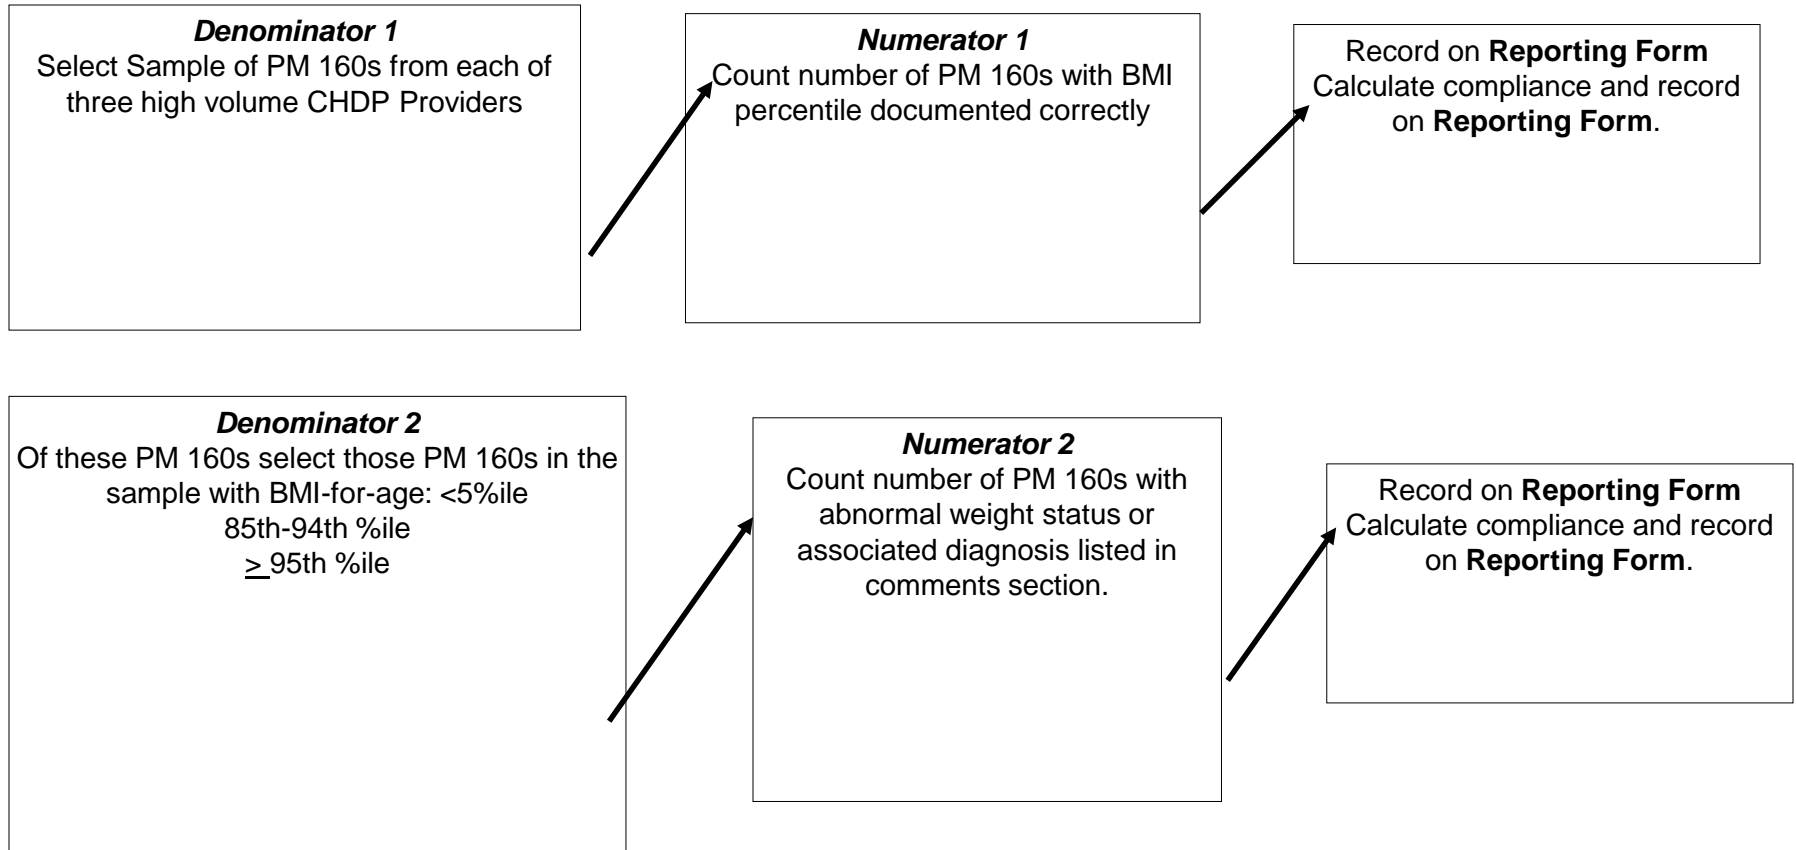 Denominator 1
Select Sample of PM 160s from each of
three high volume CHDP Providers
Numerator 1
Count number of PM 160s with BMI
percentile documented correctly
Record on Reporting Form
Calculate compliance and record
on Reporting Form.
Denominator 2
Of these PM 160s select those PM 160s in the
sample with BMI-for-age: <5%ile
85th-94th %ile
> 95th %ile
Numerator 2
Count number of PM 160s with
abnormal weight status or
associated diagnosis listed in
comments section.
Record on Reporting Form
Calculate compliance and record
on Reporting Form.